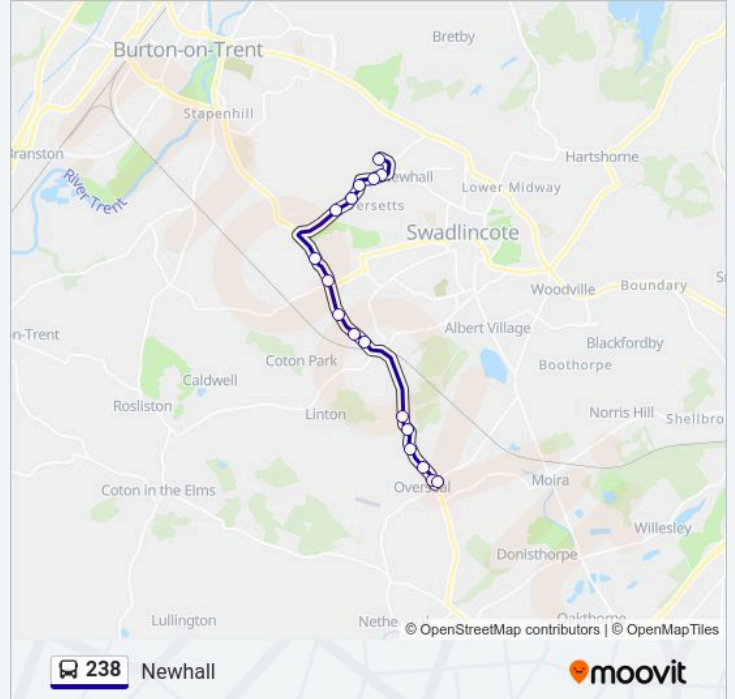 Bretby
Burton-on-Trent
Stapenhill
Branston
Hartshorne
River Trent
Newhall
Lower Midway
Swadlincote
Woodville
Boundary
n-Trent
Albert Village
Blackfordby
Coton Park
Boothorpe
Caldwell
Rosliston
Linton
Norris Hill
Shellbro
Coton in the Elms
Overseal
Moira
Willesley
Donisthorpe
Lullington
Nethe
Oakthorpe
© OpenStreetMap contributors | © OpenMapTiles
238 Newhall
moovit